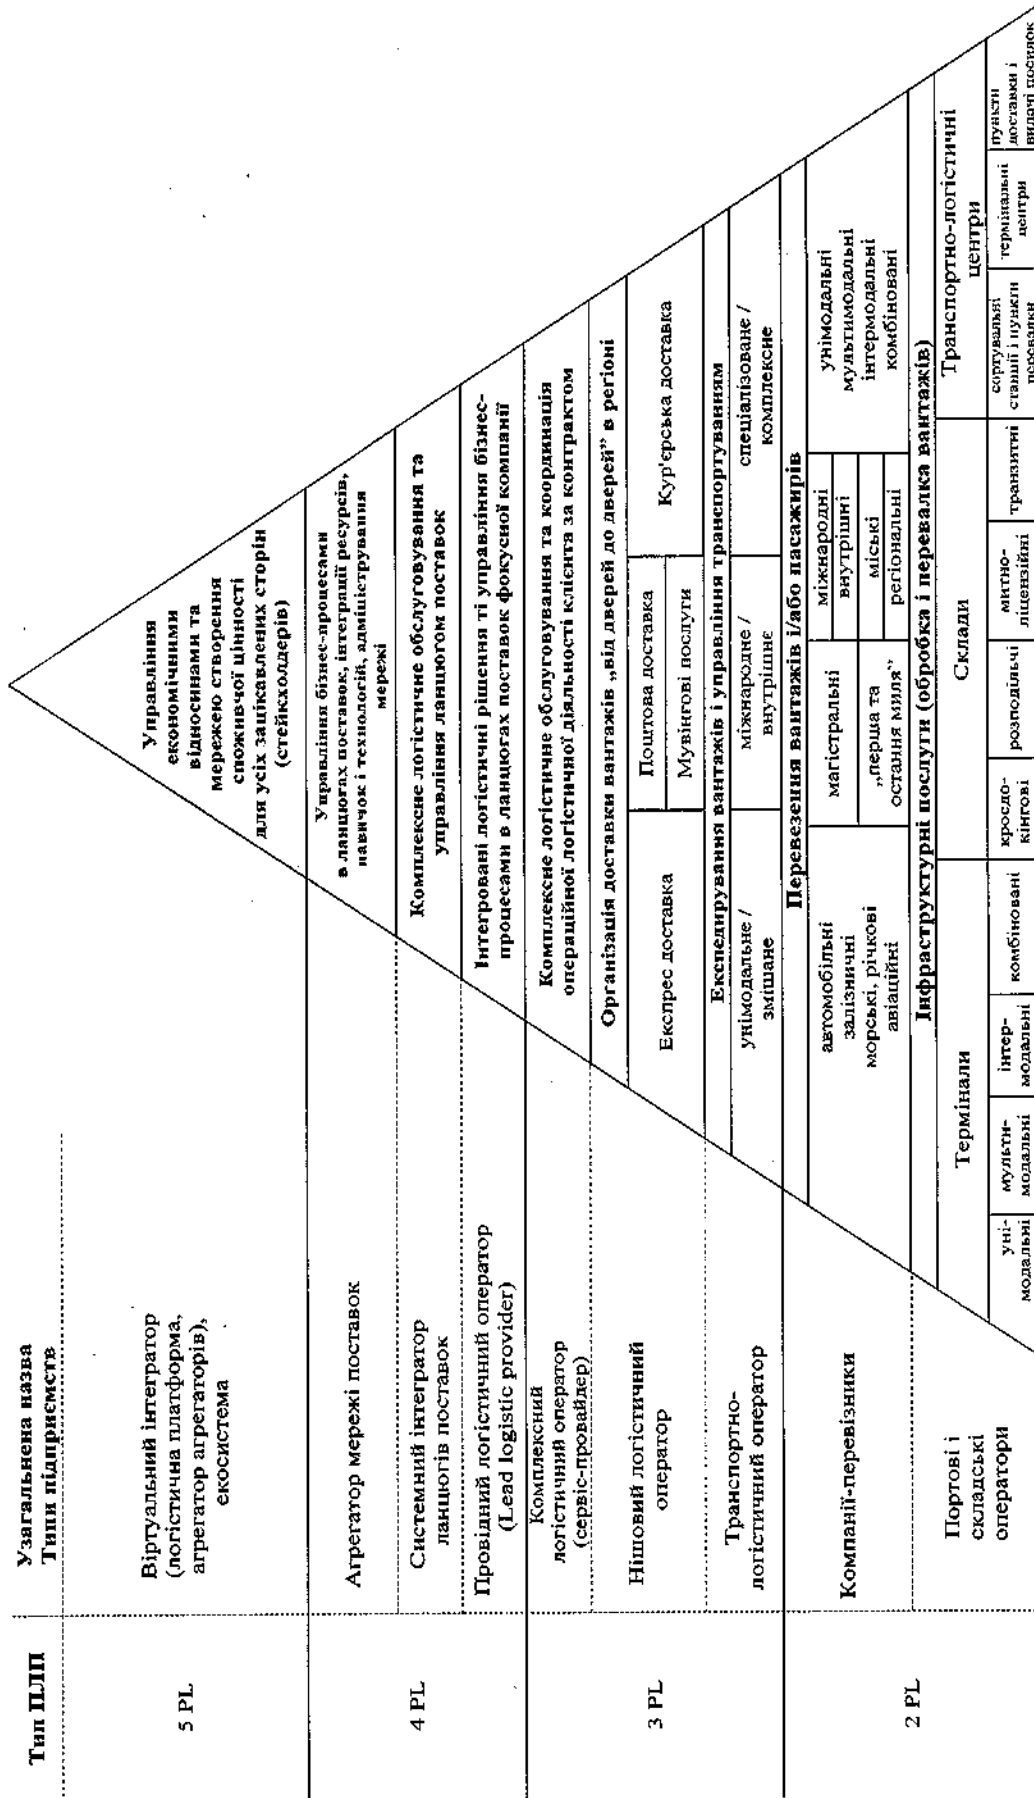 Тип ПЛП
Узагальнена назва
Типи підприємств
5 PL
Віртуальний інтегратор
(логістична платформа,
агрегатор агрегаторів),
екосистема
Управління
економічними
відносинами та
мережею створення
споживчої цінності
для усіх зацікавлених сторін
(стейкхолдерів)
4 PL
Агрегатор мережі поставок
Управління бізнес-процесами
в ланцюгах поставок, інтеграції ресурсів,
навичок і технологій, адміністрування
мережі
Системний інтегратор
ланцюгів поставок
Комплексне логістичне обслуговування та
управління ланцюгом поставок
Провідний логістичний оператор
(Lead logistic provider)
Інтегровані логістичні рішення ті управління бізнес-
процесами в ланцюгах поставок фокусної компанії
3 PL
Комплексний
логістичний оператор
(сервіс-провайдер)
Комплексне логістичне обслуговування та координація
операційної логістичної діяльності клієнта за контрактом
Нішовий логістичний
оператор
Організація доставки вантажів „від дверей до дверей” в регіоні
Експрес доставка
Поштова доставка
Мувінгові послуги
Кур'єрська доставка
Транспортно-
логістичний оператор
Експедирування вантажів і управління транспортуванням
унімодальне /
змішане
міжнародне /
внутрішнє
спеціалізоване /
комплексне
2 PL
Компанії-перевізники
Перевезення вантажів і/або пасажирів
автомобільні
залізничні
морські, річкові
авіаційні
магістральні
„перша та
остання миля”
міжнародні
внутрішні
міські
регіональні
унімодальні
мультимодальні
інтермодальні
комбіновані
Портові і
складські
оператори
Інфраструктурні послуги (обробка і перевалка вантажів)
Термінали
Склади
Транспортно-логістичні
центри
уні-
модальні
мульти-
модальні
інтер-
модальні
комбіновані
кросдо-
кінгові
розподільчі
митно-
ліцензійні
транзитні
сортувальні
станції і пункти
перевалки
термінальні
центри
пункти
доставки і
видачі посилок